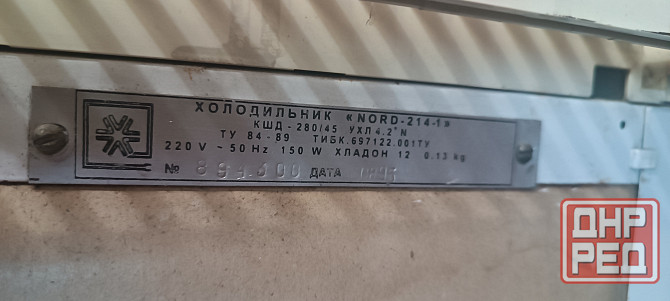 ХОЛОДИЛЬНИК «NORD-214-1»
КШД - 280/45 УХЛ 4.2* N
ТУ 84 - 89 ТИБК.697122.001ТУ
220 V ~ 50 Hz 150 W ХЛАДОН 12 0.13 kg
№ ДАТА
ДНР
РЕД